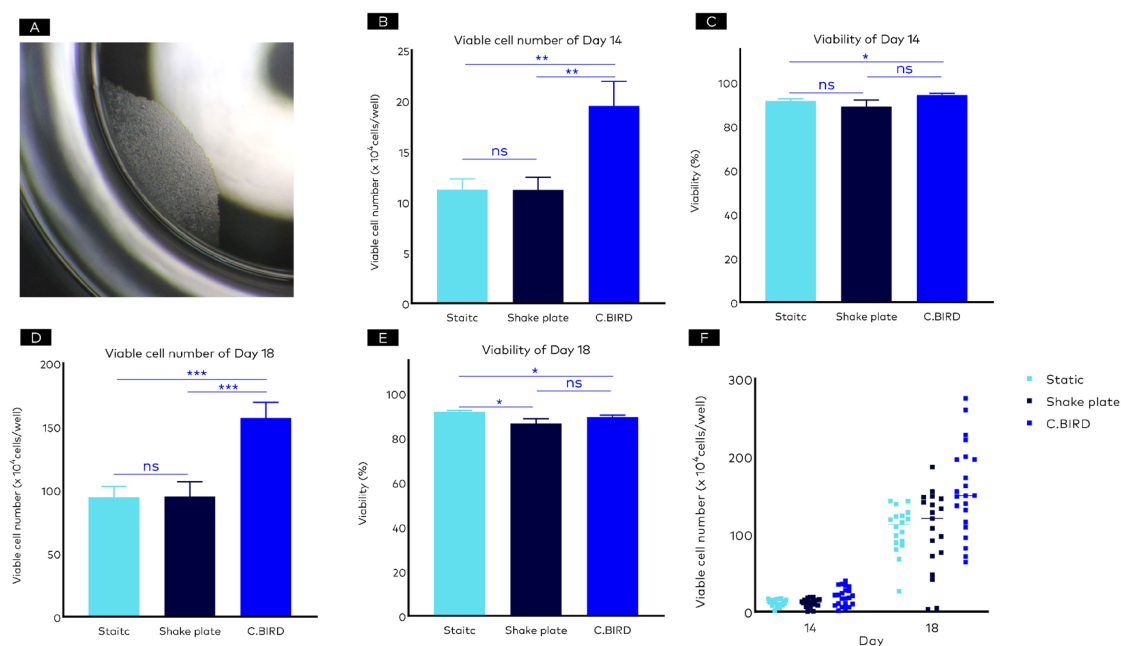 A
B
Viable cell number of Day 14
Viable cell number (x 10⁴cells/well)
25
20
15
10
5
0
**
**
ns
Staitc Shake plate C.BIRD
C
Viability of Day 14
Viability (%)
100
80
60
40
20
0
*
ns
ns
Staitc Shake plate C.BIRD
D
Viable cell number of Day 18
Viable cell number (x 10⁴cells/well)
200
150
100
50
0
***
***
ns
Staitc Shake plate C.BIRD
E
Viability of Day 18
Viability (%)
100
80
60
40
20
0
*
ns
*
Staitc Shake plate C.BIRD
F
Viable cell number (x 10⁴cells/well)
300
200
100
0
14 18
Day
Static
Shake plate
C.BIRD